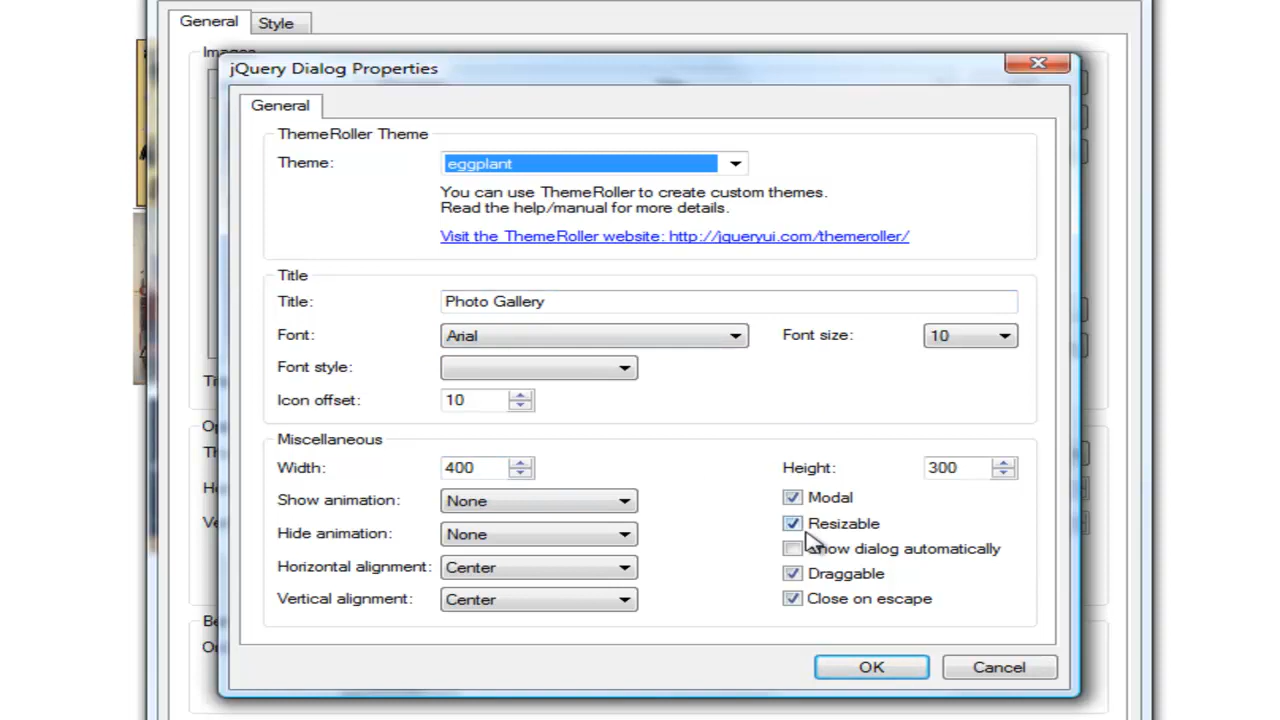 General Style
Images
jQuery Dialog Properties
General
ThemeRoller Theme
Theme: eggplant
You can use ThemeRoller to create custom themes.
Read the help/manual for more details.
Visit the ThemeRoller website: http://jqueryui.com/themeroller/
Title
Title: Photo Gallery
Font: Arial Font size: 10
Font style:
Icon offset: 10
Miscellaneous
Width: 400 Height: 300
Show animation: None Modal
Resizable
Hide animation: None Show dialog automatically
Horizontal alignment: Center Draggable
Vertical alignment: Center Close on escape
OK Cancel